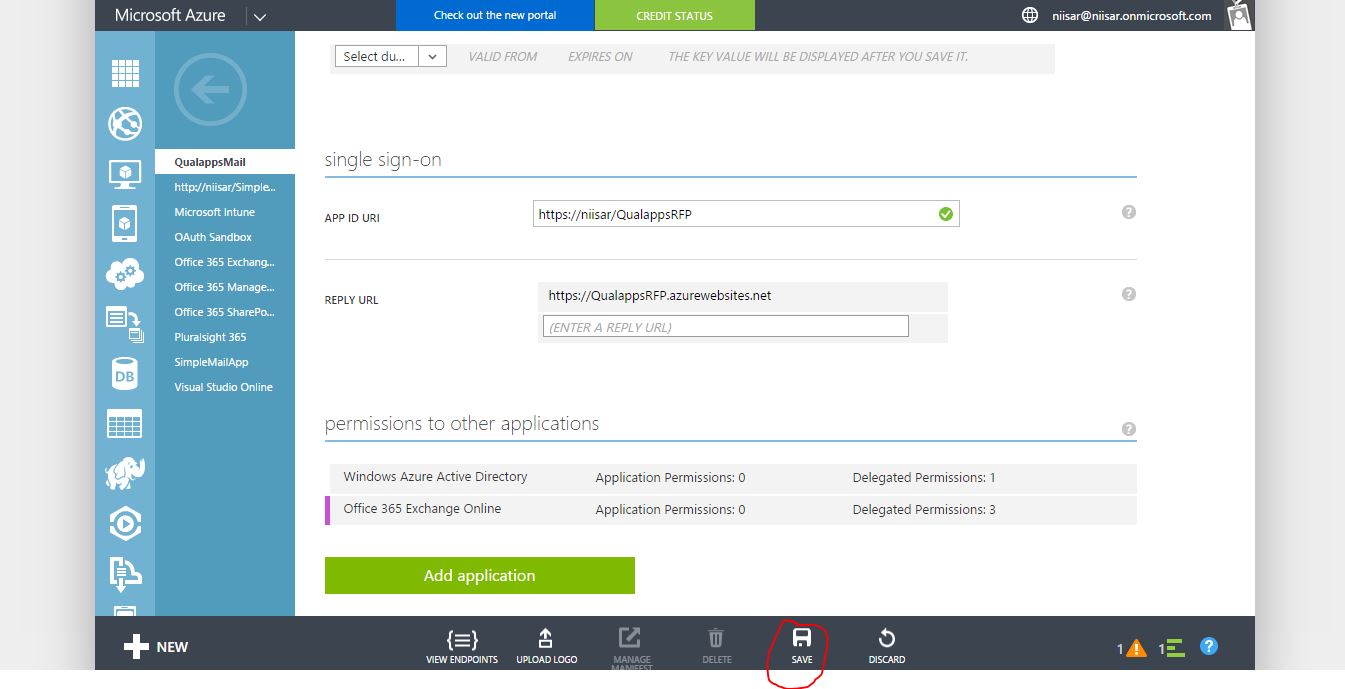 Microsoft Azure
Check out the new portal
CREDIT STATUS
niisar@niisar.onmicrosoft.com
Select du...
VALID FROM
EXPIRES ON
THE KEY VALUE WILL BE DISPLAYED AFTER YOU SAVE IT.
QualappsMail
http://niisar/Simple...
Microsoft Intune
OAuth Sandbox
Office 365 Exchang...
Office 365 Manage...
Office 365 SharePo...
Pluralsight 365
SimpleMailApp
Visual Studio Online
DB
single sign-on
APP ID URI
https://niisar/QualappsRFP
?
REPLY URL
https://QualappsRFP.azurewebsites.net
?
(ENTER A REPLY URL)
permissions to other applications
?
Windows Azure Active Directory Application Permissions: 0 Delegated Permissions: 1
Office 365 Exchange Online Application Permissions: 0 Delegated Permissions: 3
Add application
NEW
VIEW ENDPOINTS
UPLOAD LOGO
MANAGE
MANIFEST
DELETE
SAVE
DISCARD
1
1
?